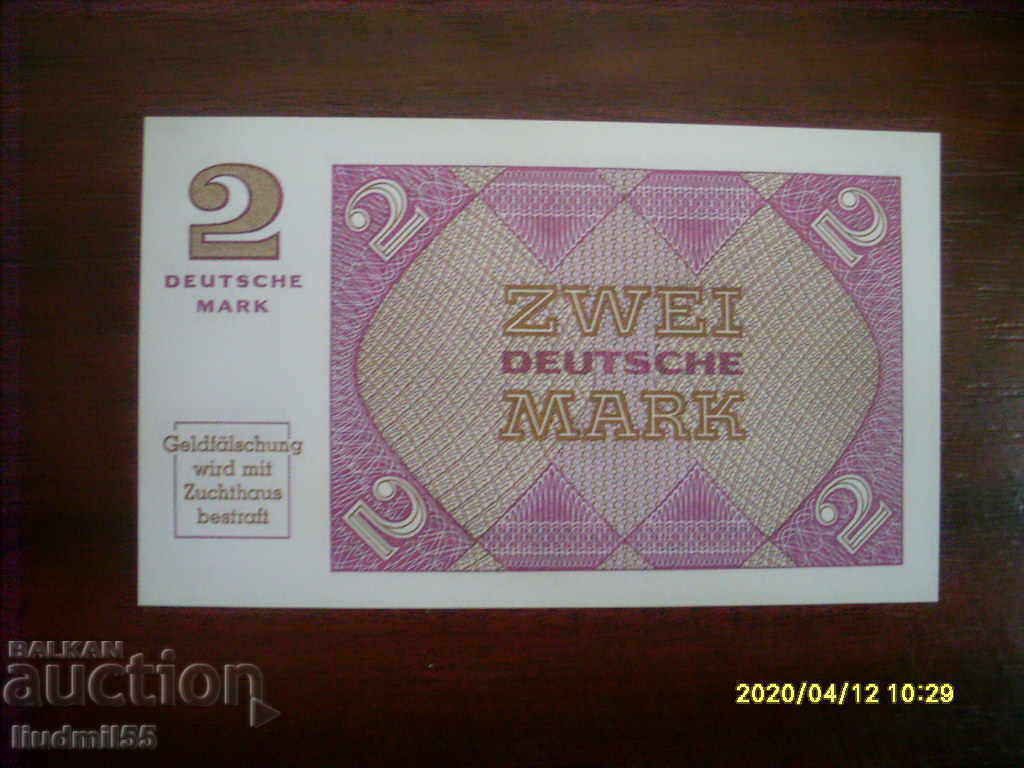 2
DEUTSCHE
MARK
Geldfälschung
wird mit
Zuchthaus
bestraft
2
2
ZWEI
DEUTSCHE
MARK
2
2
BALKAN
auction
liudmil55
2020/04/12 10:29